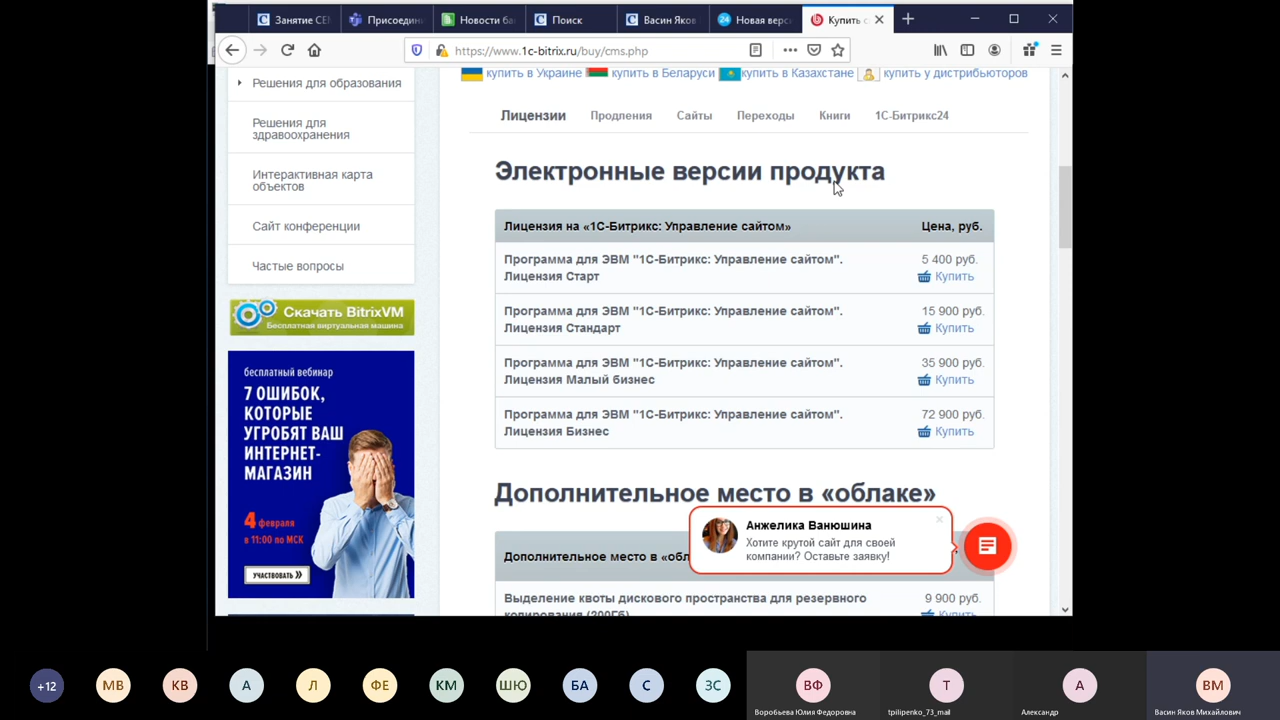 Занятие СЕ
Присоедин
Новости ба
Поиск
Васин Яков
24
Новая верс
Купить с
https://www.1c-bitrix.ru/buy/cms.php
купить в Украине
купить в Беларуси
купить в Казахстане
купить у дистрибьюторов
Решения для образования
Решения для
здравоохранения
Интерактивная карта
объектов
Сайт конференции
Частые вопросы
Скачать BitrixVM
Бесплатная виртуальная машина
бесплатный вебинар
7 ОШИБОК,
КОТОРЫЕ
УГРОБЯТ ВАШ
ИНТЕРНЕТ-
МАГАЗИН
4 февраля
в 11:00 по МСК
УЧАСТВОВАТЬ
Лицензии
Продления
Сайты
Переходы
Книги
1С-Битрикс24
Электронные версии продукта
Лицензия на «1С-Битрикс: Управление сайтом» Цена, руб.
Программа для ЭВМ "1С-Битрикс: Управление сайтом". 5 400 руб.
Лицензия Старт Купить
Программа для ЭВМ "1С-Битрикс: Управление сайтом". 15 900 руб.
Лицензия Стандарт Купить
Программа для ЭВМ "1С-Битрикс: Управление сайтом". 35 900 руб.
Лицензия Малый бизнес Купить
Программа для ЭВМ "1С-Битрикс: Управление сайтом". 72 900 руб.
Лицензия Бизнес Купить
Дополнительное место в «облаке»
Дополнительное место в «обл
Анжелика Ванюшина
Хотите крутой сайт для своей
компании? Оставьте заявку!
Выделение квоты дискового пространства для резервного 9 900 руб.
копирования (200Гб) Купить
+12
МВ
КВ
А
Л
ФЕ
КМ
ШЮ
БА
С
ЗС
ВФ
Воробьева Юлия Федоровна
Т
tpilipenko_73_mail
А
Александр
ВМ
Васин Яков Михайлович